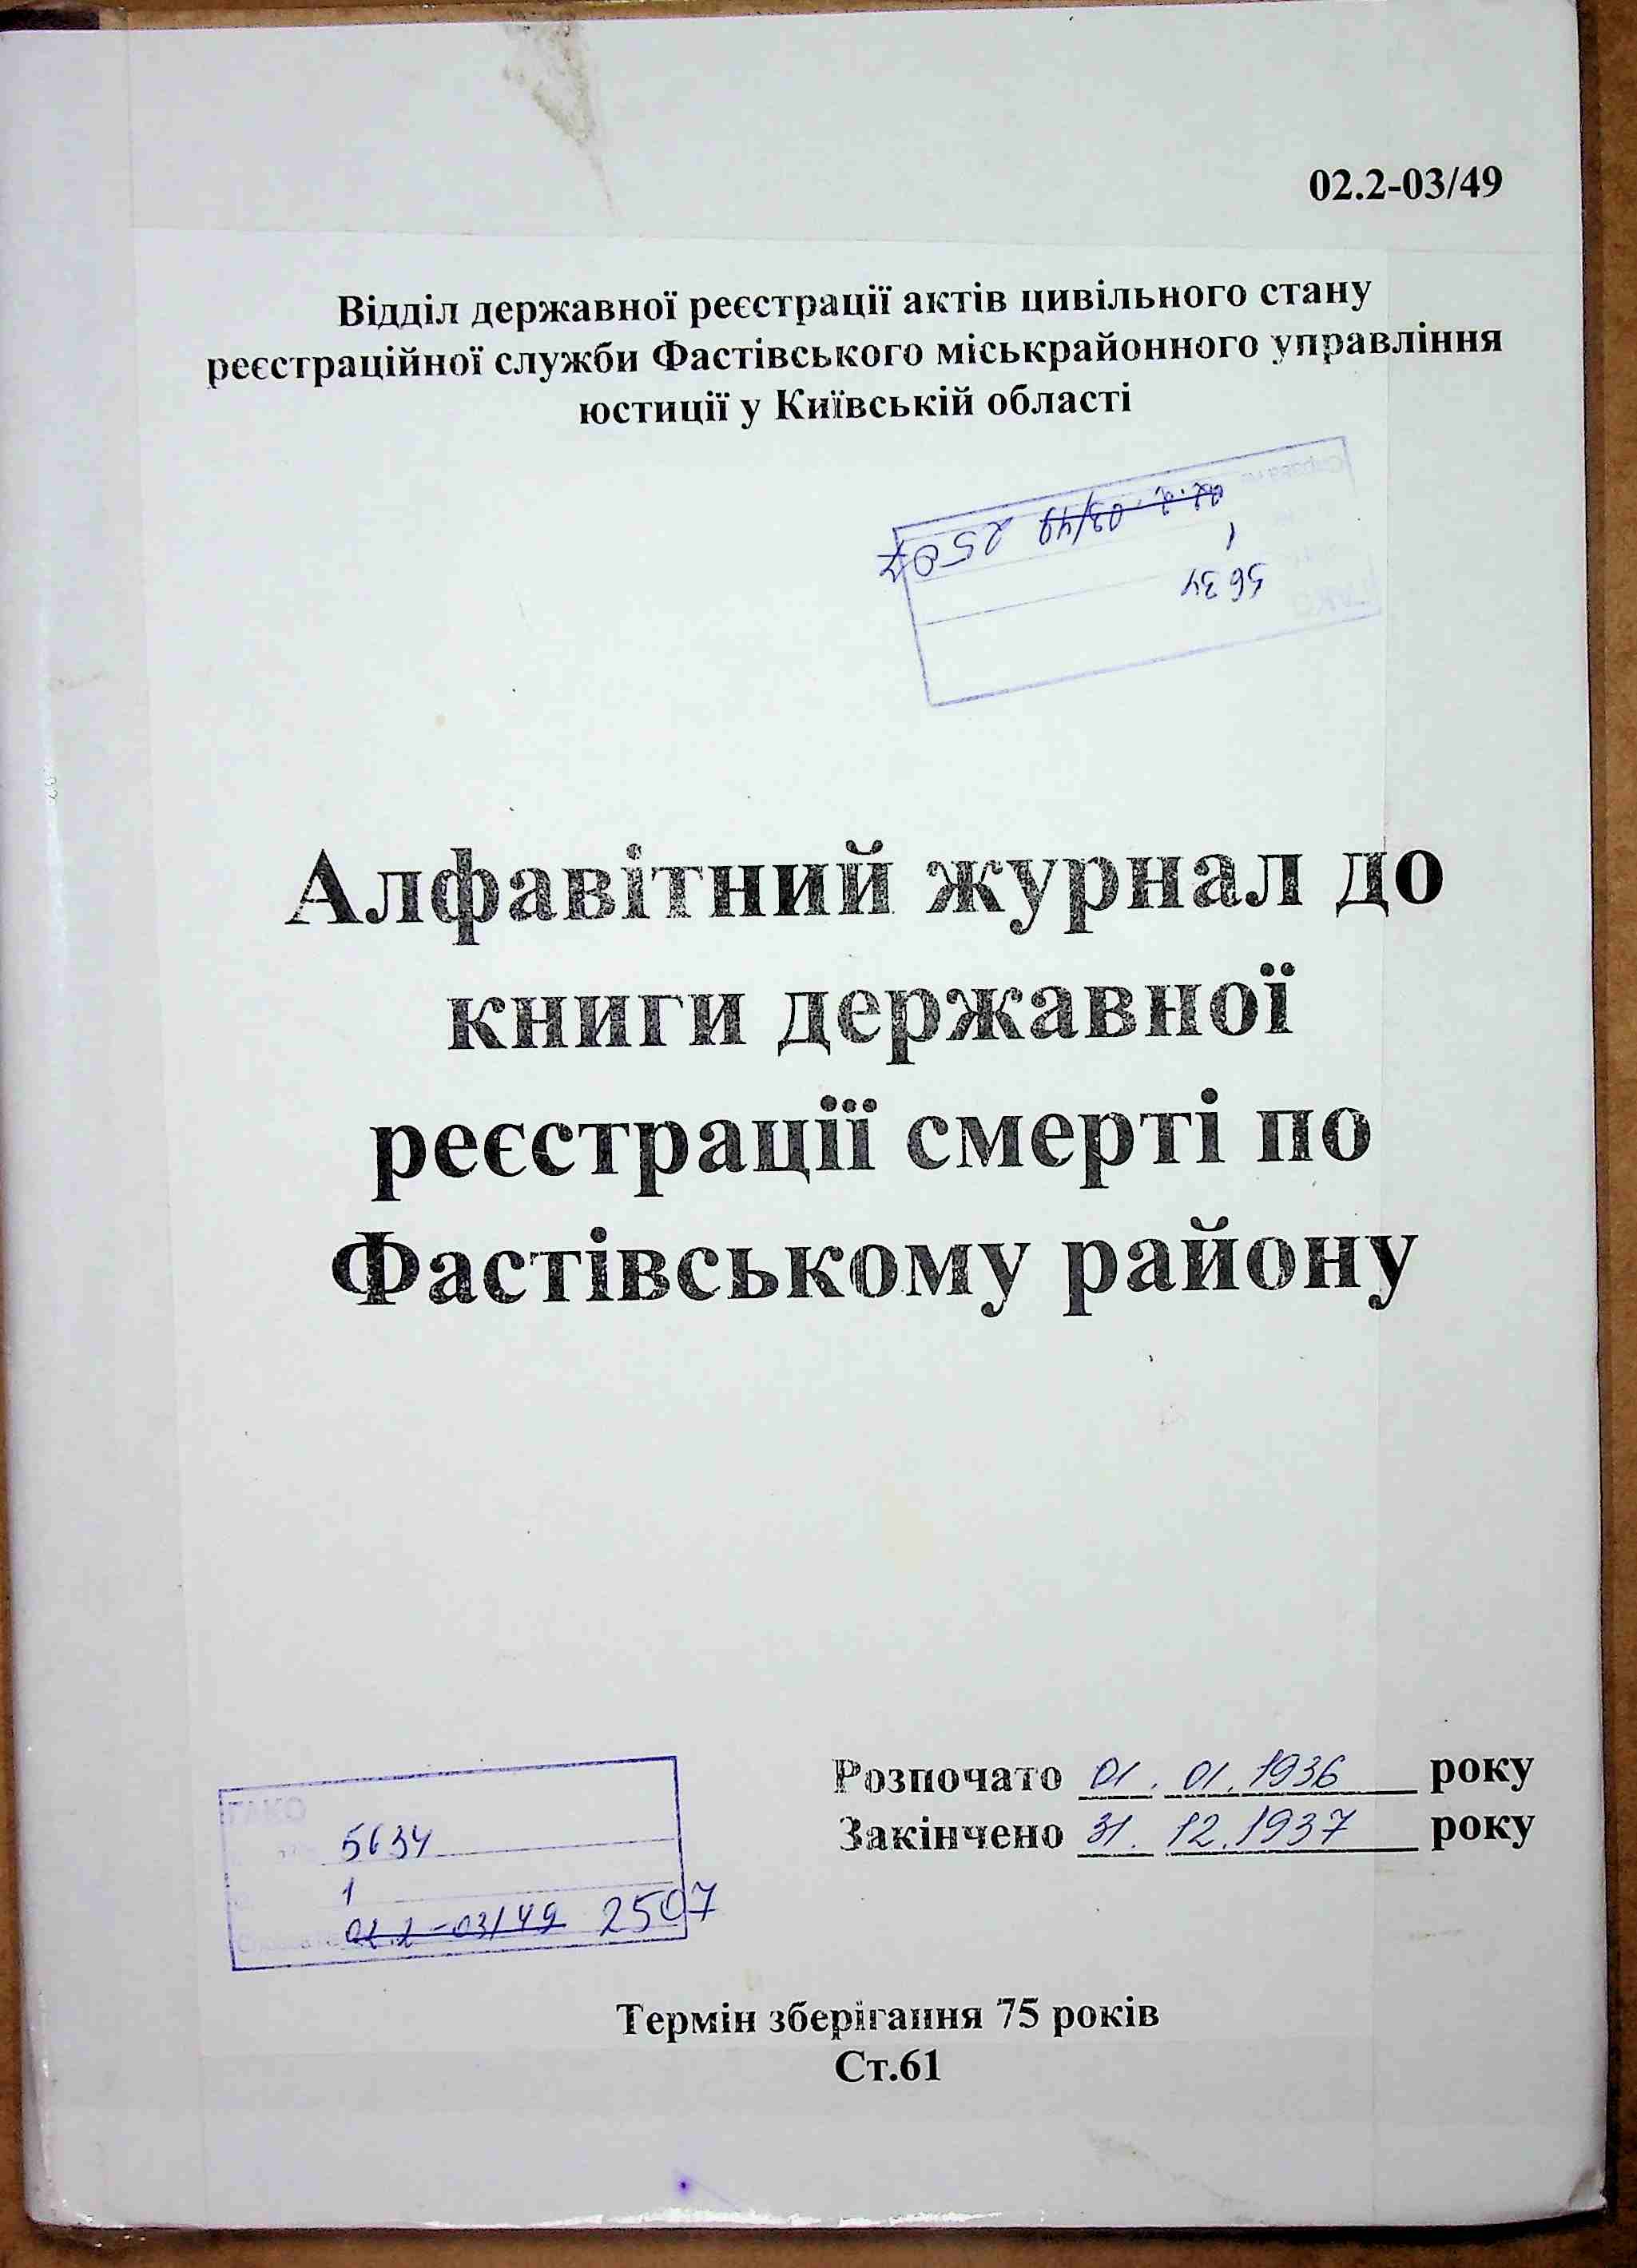 02.2-03/49
Відділ державної реєстрації актів цивільного стану
реєстраційної служби Фастівського міськрайонного управління
юстиції у Київській області
5634
1
02.2-03/49 2507
Алфавітний журнал до
книги державної
реєстрації смерті по
Фастівському району
Розпочато 01. 01. 1936 року
Закінчено 31. 12. 1937 року
ГАКО
5634
1
02.2-03/49 2507
Термін зберігання 75 років
Ст.61